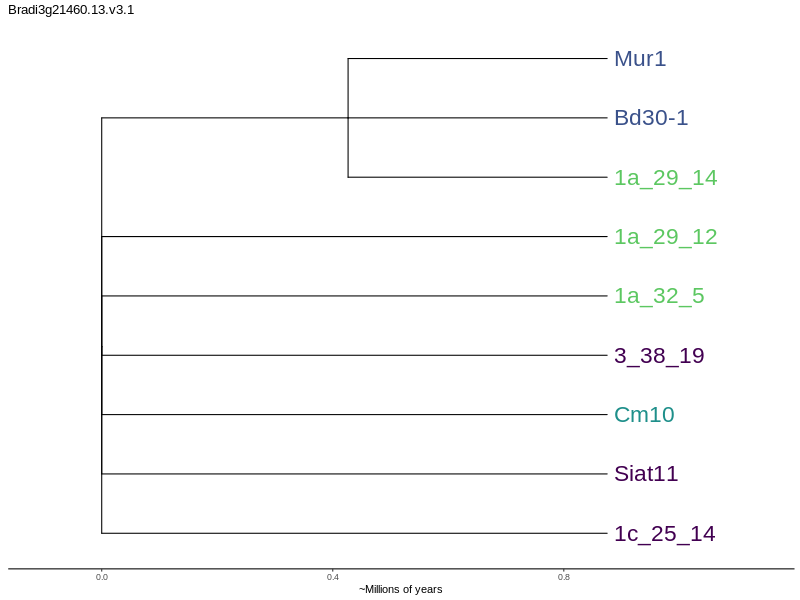 Bradi3g21460.13.v3.1
Mur1
Bd30-1
1a_29_14
1a_29_12
1a_32_5
3_38_19
Cm10
Siat11
1c_25_14
0.0 0.4 0.8
~Millions of years